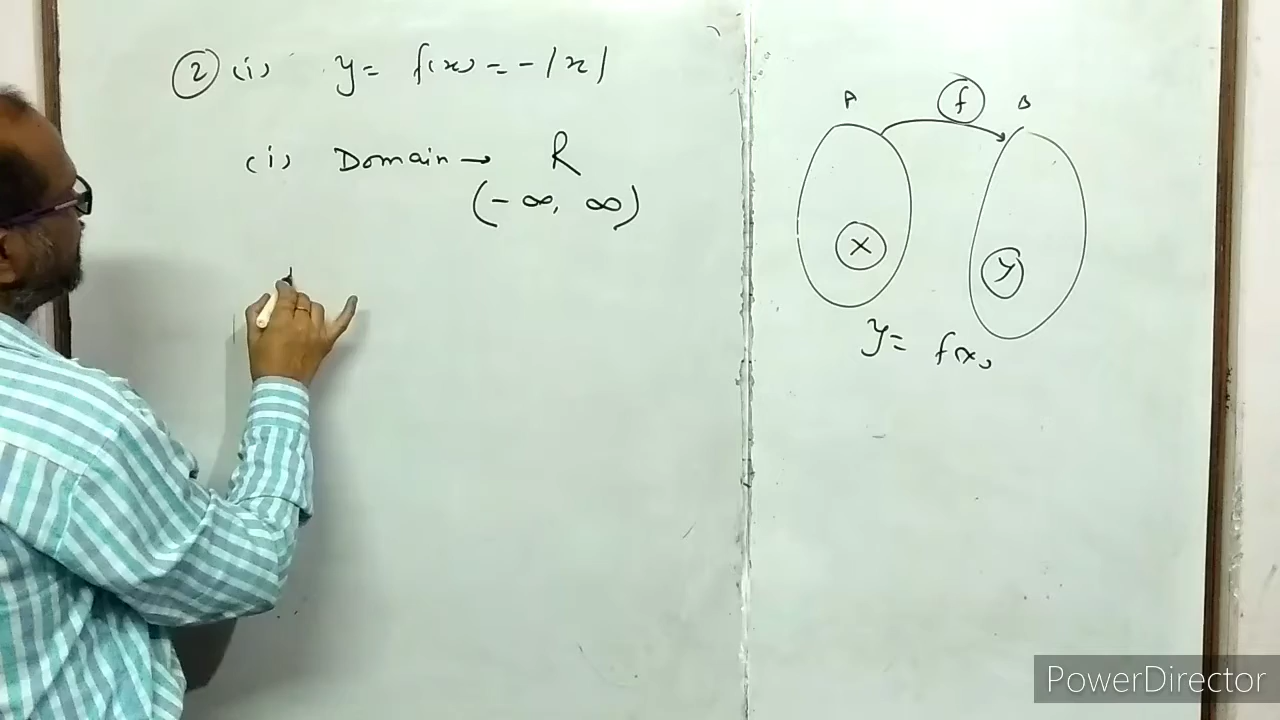 2 (i) y = f(x) = -|x|
(i) Domain → R
(-∞, ∞)
A f B
x y
y = f(x)
PowerDirector